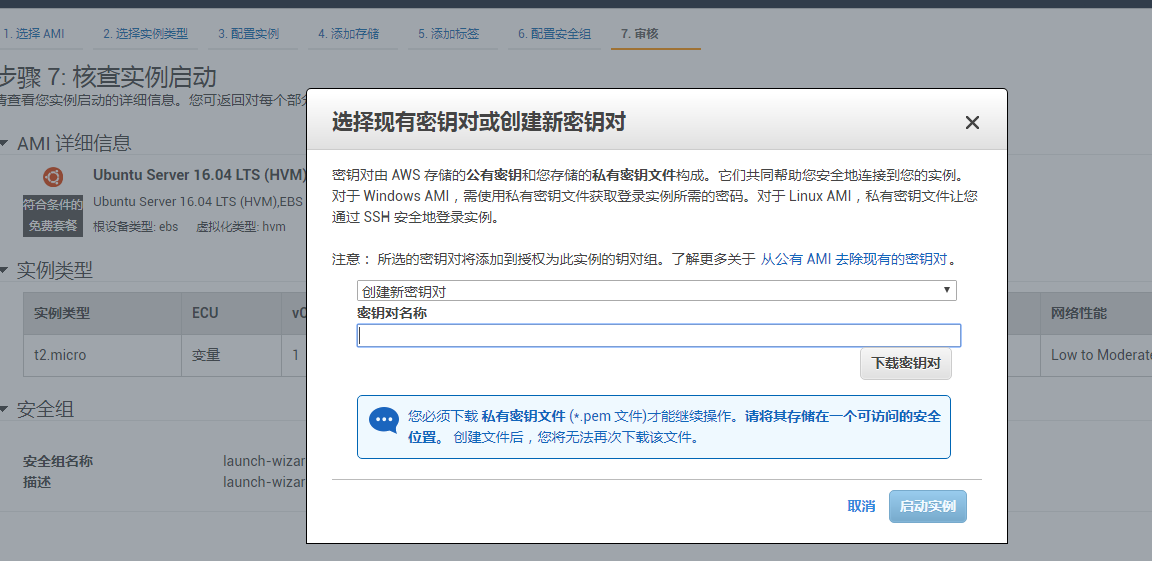 1. 选择 AMI 2. 选择实例类型 3. 配置实例 4. 添加存储 5. 添加标签 6. 配置安全组 7. 审核
步骤 7: 核查实例启动
请查看您实例启动的详细信息。您可返回对每个部分
AMI 详细信息
Ubuntu Server 16.04 LTS (HVM)
符合条件的
免费套餐
Ubuntu Server 16.04 LTS (HVM),EBS
根设备类型: ebs 虚拟化类型: hvm
实例类型
实例类型 ECU 网络性能
t2.micro 变量 1 Low to Moderate
安全组
安全组名称 launch-wizar
描述 launch-wizar
选择现有密钥对或创建新密钥对
密钥对由 AWS 存储的公有密钥和您存储的私有密钥文件构成。它们共同帮助您安全地连接到您的实例。
对于 Windows AMI，需使用私有密钥文件获取登录实例所需的密码。对于 Linux AMI，私有密钥文件让您
通过 SSH 安全地登录实例。
注意： 所选的密钥对将添加到授权为此实例的钥对组。了解更多关于 从公有 AMI 去除现有的密钥对 。
创建新密钥对
密钥对名称
下载密钥对
您必须下载 私有密钥文件 (*.pem 文件)才能继续操作。请将其存储在一个可访问的安全
位置。 创建文件后，您将无法再次下载该文件。
取消 启动实例